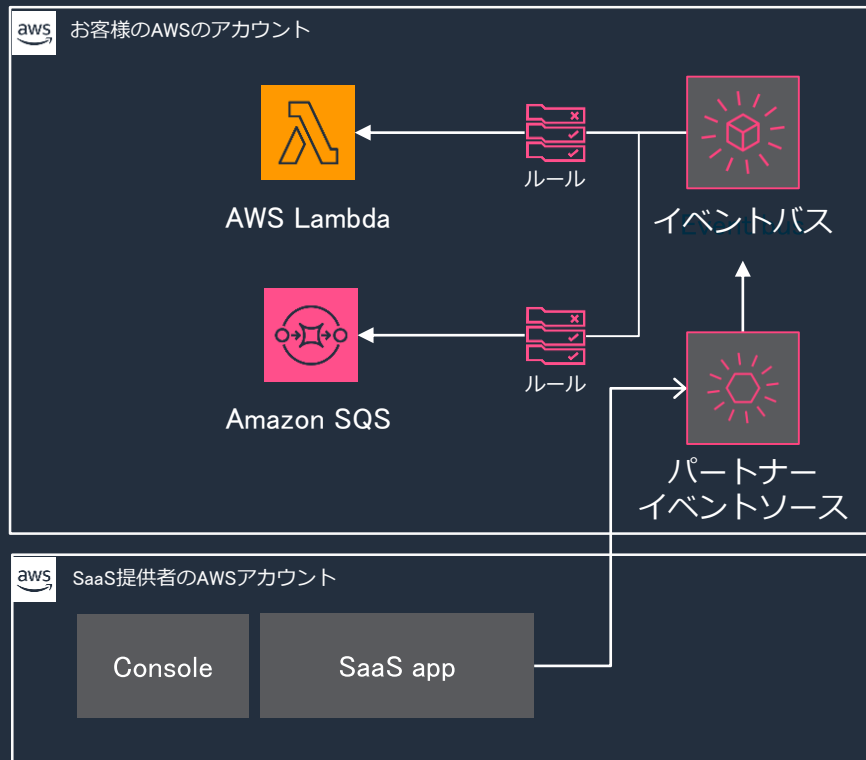 aws
お客様のAWSのアカウント
ルール
AWS Lambda
イベントバス
ルール
Amazon SQS
パートナー
イベントソース
aws
SaaS提供者のAWSアカウント
Console
SaaS app